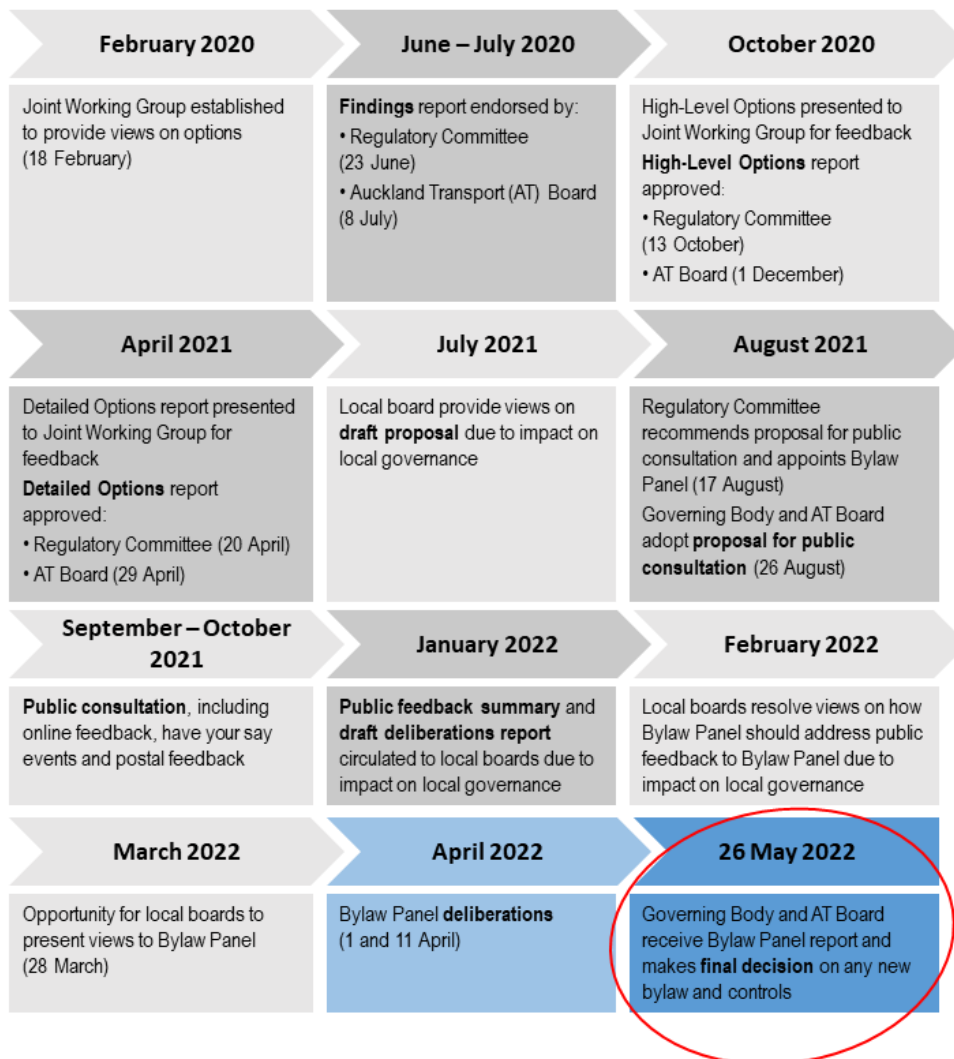 February 2020
Joint Working Group established
to provide views on options
(18 February)
June – July 2020
Findings report endorsed by:
• Regulatory Committee
(23 June)
• Auckland Transport (AT) Board
(8 July)
October 2020
High-Level Options presented to
Joint Working Group for feedback
High-Level Options report
approved:
• Regulatory Committee
(13 October)
• AT Board (1 December)
April 2021
Detailed Options report presented
to Joint Working Group for
feedback
Detailed Options report
approved:
• Regulatory Committee (20 April)
• AT Board (29 April)
July 2021
Local board provide views on
draft proposal due to impact on
local governance
August 2021
Regulatory Committee
recommends proposal for public
consultation and appoints Bylaw
Panel (17 August)
Governing Body and AT Board
adopt proposal for public
consultation (26 August)
September – October
2021
Public consultation, including
online feedback, have your say
events and postal feedback
January 2022
Public feedback summary and
draft deliberations report
circulated to local boards due to
impact on local governance
February 2022
Local boards resolve views on how
Bylaw Panel should address public
feedback to Bylaw Panel due to
impact on local governance
March 2022
Opportunity for local boards to
present views to Bylaw Panel
(28 March)
April 2022
Bylaw Panel deliberations
(1 and 11 April)
26 May 2022
Governing Body and AT Board
receive Bylaw Panel report and
makes final decision on any new
bylaw and controls